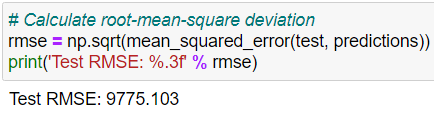 # Calculate root-mean-square deviation
rmse = np.sqrt(mean_squared_error(test, predictions))
print('Test RMSE: %.3f' % rmse)
Test RMSE: 9775.103